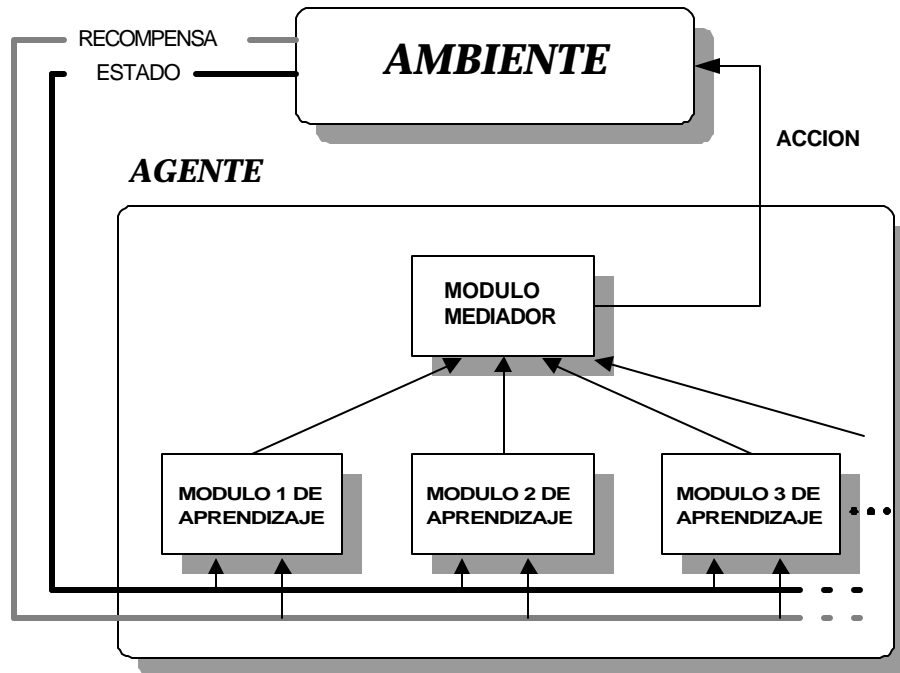 RECOMPENSA
ESTADO
AMBIENTE
ACCION
AGENTE
MODULO
MEDIADOR
MODULO 1 DE
APRENDIZAJE
MODULO 2 DE
APRENDIZAJE
MODULO 3 DE
APRENDIZAJE